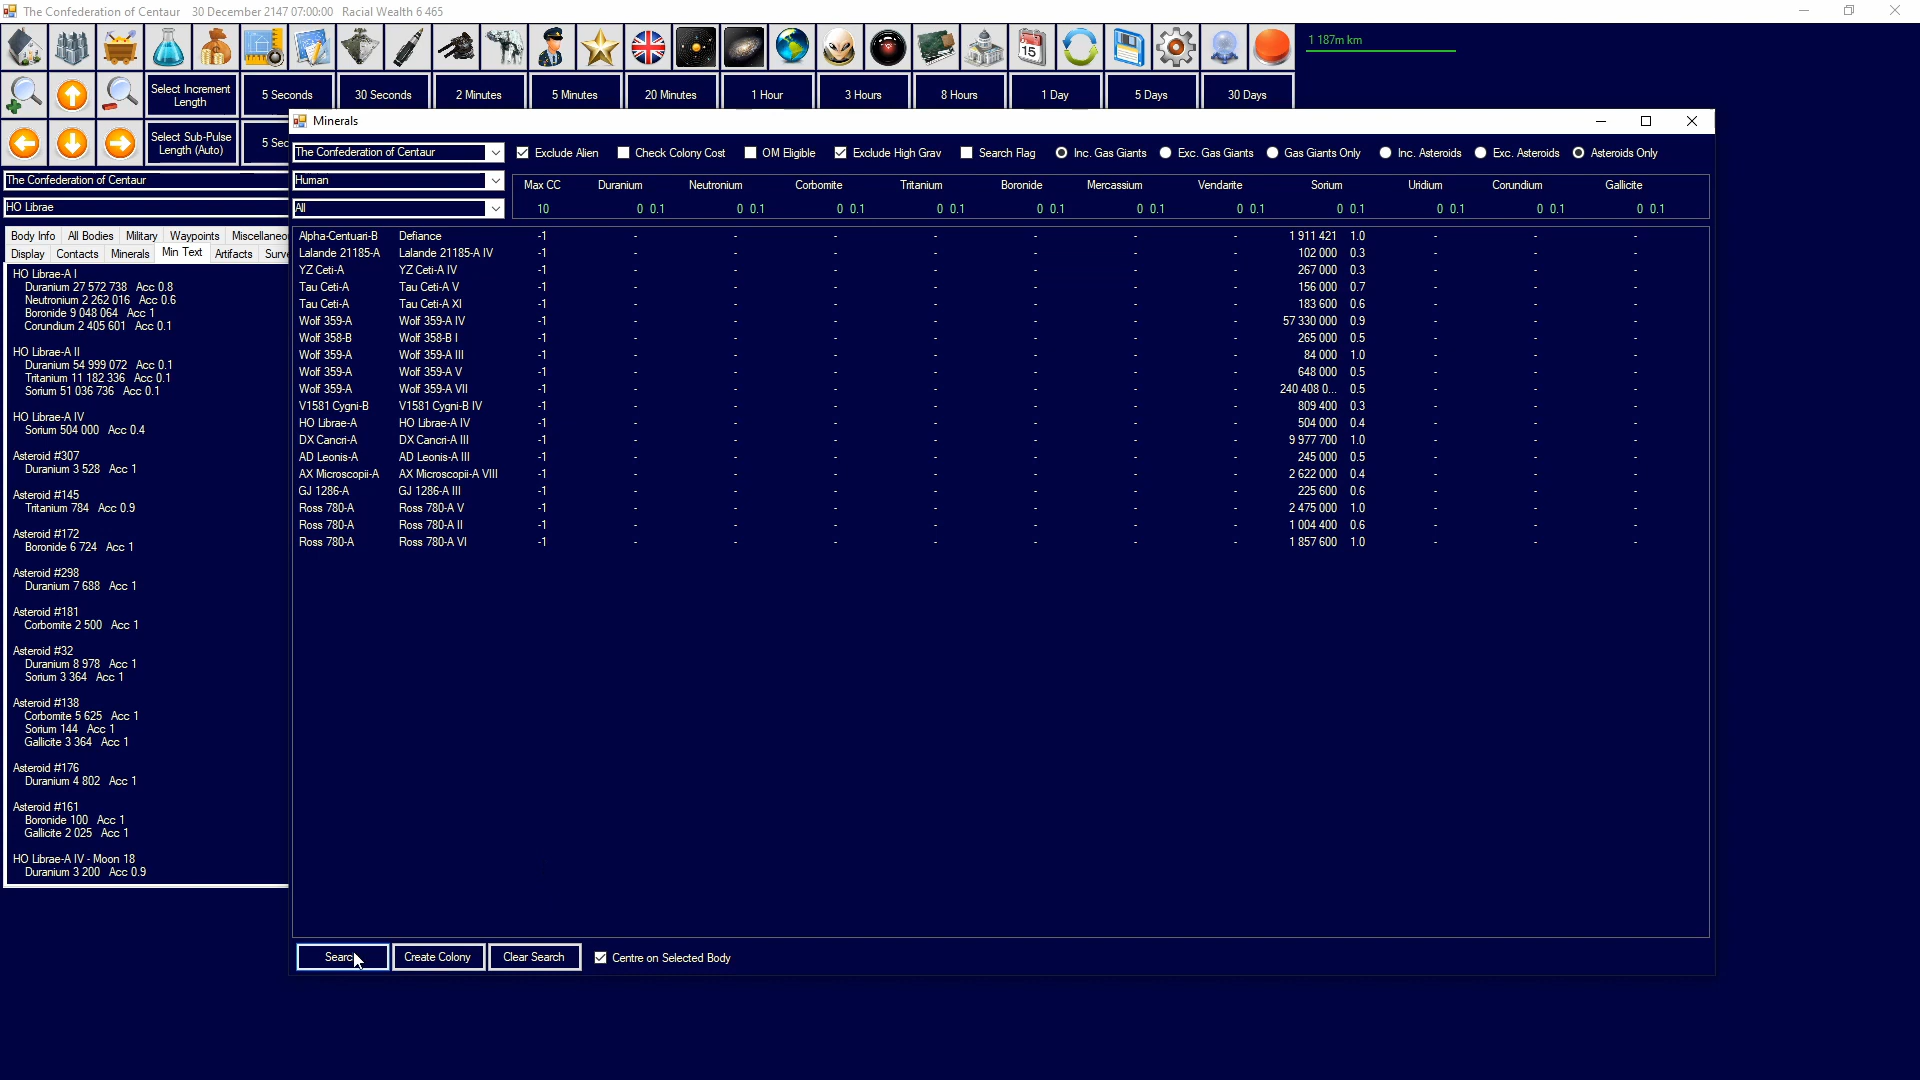 The Confederation of Centaur   30 December 2147 07:00:00   Racial Wealth 6 465
15
1 187m km
Select Increment Length   5 Seconds   30 Seconds   2 Minutes   5 Minutes   20 Minutes   1 Hour   3 Hours   8 Hours   1 Day   5 Days   30 Days
Select Sub-Pulse Length (Auto)   5 Sec
The Confederation of Centaur
HO Librae
Body Info   All Bodies   Military   Waypoints   Miscellaneo
Display   Contacts   Minerals   Min Text   Artifacts   Surve
HO Librae-A I
Duranium 27 572 738   Acc 0.8
Neutronium 2 262 016   Acc 0.6
Boronide 9 048 064   Acc 1
Corundium 2 405 601   Acc 0.1
HO Librae-A II
Duranium 54 999 072   Acc 0.1
Tritanium 11 182 336   Acc 0.1
Sorium 51 036 736   Acc 0.1
HO Librae-A IV
Sorium 504 000   Acc 0.4
Asteroid #307
Duranium 3 528   Acc 1
Asteroid #145
Tritanium 784   Acc 0.9
Asteroid #172
Boronide 6 724   Acc 1
Asteroid #298
Duranium 7 688   Acc 1
Asteroid #181
Corbomite 2 500   Acc 1
Asteroid #32
Duranium 8 978   Acc 1
Sorium 3 364   Acc 1
Asteroid #138
Corbomite 5 625   Acc 1
Sorium 144   Acc 1
Gallicite 3 364   Acc 1
Asteroid #176
Duranium 4 802   Acc 1
Asteroid #161
Boronide 100   Acc 1
Gallicite 2 025   Acc 1
HO Librae-A IV - Moon 18
Duranium 3 200   Acc 0.9
Minerals
The Confederation of Centaur   Exclude Alien   Check Colony Cost   OM Eligible   Exclude High Grav   Search Flag   Inc. Gas Giants   Exc. Gas Giants   Gas Giants Only   Inc. Asteroids   Exc. Asteroids   Asteroids Only
Human
All
Max CC   Duranium   Neutronium   Corbomite   Tritanium   Boronide   Mercassium   Vendarite   Sorium   Uridium   Corundium   Gallicite
10   0 0.1   0 0.1   0 0.1   0 0.1   0 0.1   0 0.1   0 0.1   0 0.1   0 0.1   0 0.1   0 0.1
Alpha-Centuari-B   Defiance   -1   -   -   -   -   -   -   -   1 911 421   1.0   -   -   -
Lalande 21185-A   Lalande 21185-A IV   -1   -   -   -   -   -   -   -   102 000   0.3   -   -   -
YZ Ceti-A   YZ Ceti-A IV   -1   -   -   -   -   -   -   -   267 000   0.3   -   -   -
Tau Ceti-A   Tau Ceti-A V   -1   -   -   -   -   -   -   -   156 000   0.7   -   -   -
Tau Ceti-A   Tau Ceti-A XI   -1   -   -   -   -   -   -   -   183 600   0.6   -   -   -
Wolf 359-A   Wolf 359-A IV   -1   -   -   -   -   -   -   -   57 330 000   0.9   -   -   -
Wolf 358-B   Wolf 358-B I   -1   -   -   -   -   -   -   -   265 000   0.5   -   -   -
Wolf 359-A   Wolf 359-A III   -1   -   -   -   -   -   -   -   84 000   1.0   -   -   -
Wolf 359-A   Wolf 359-A V   -1   -   -   -   -   -   -   -   648 000   0.5   -   -   -
Wolf 359-A   Wolf 359-A VII   -1   -   -   -   -   -   -   -   240 408 0...   0.5   -   -   -
V1581 Cygni-B   V1581 Cygni-B IV   -1   -   -   -   -   -   -   -   809 400   0.3   -   -   -
HO Librae-A   HO Librae-A IV   -1   -   -   -   -   -   -   -   504 000   0.4   -   -   -
DX Cancri-A   DX Cancri-A III   -1   -   -   -   -   -   -   -   9 977 700   1.0   -   -   -
AD Leonis-A   AD Leonis-A III   -1   -   -   -   -   -   -   -   245 000   0.5   -   -   -
AX Microscopii-A   AX Microscopii-A VIII   -1   -   -   -   -   -   -   -   2 622 000   0.4   -   -   -
GJ 1286-A   GJ 1286-A III   -1   -   -   -   -   -   -   -   225 600   0.6   -   -   -
Ross 780-A   Ross 780-A V   -1   -   -   -   -   -   -   -   2 475 000   1.0   -   -   -
Ross 780-A   Ross 780-A II   -1   -   -   -   -   -   -   -   1 004 400   0.6   -   -   -
Ross 780-A   Ross 780-A VI   -1   -   -   -   -   -   -   -   1 857 600   1.0   -   -   -
Search   Create Colony   Clear Search   Centre on Selected Body